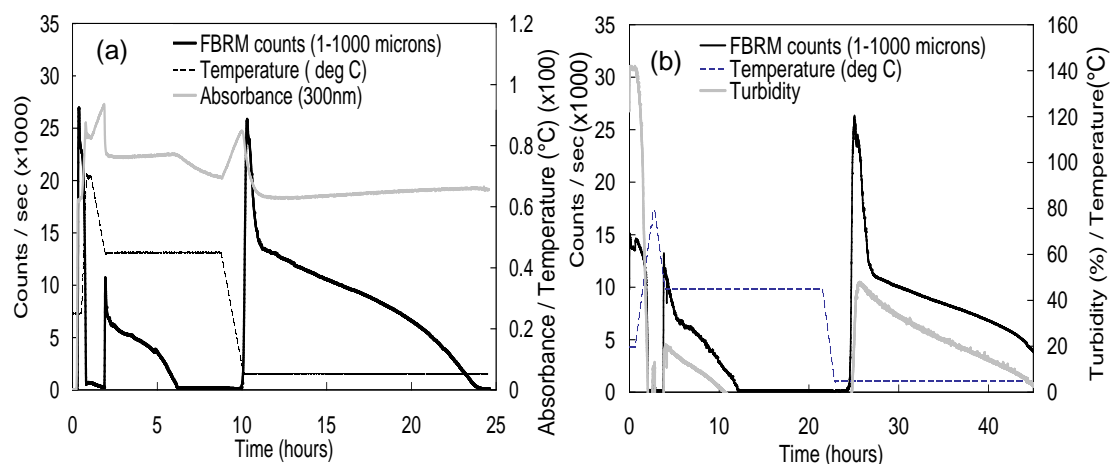 (a)
FBRM counts (1-1000 microns)
Temperature ( deg C)
Absorbance (300nm)
Counts / sec (x1000)
35
30
25
20
15
10
5
0
0 5 10 15 20 25
Time (hours)
1.2
1
0.8
0.6
0.4
0.2
0
Absorbance / Temperature (°C) (x100)
(b)
FBRM counts (1-1000 microns)
Temperature (deg C)
Turbidity
Counts / sec (x1000)
35
30
25
20
15
10
5
0
0 10 20 30 40
Time (hours)
160
140
120
100
80
60
40
20
0
Turbidity (%) / Temperature(°C)